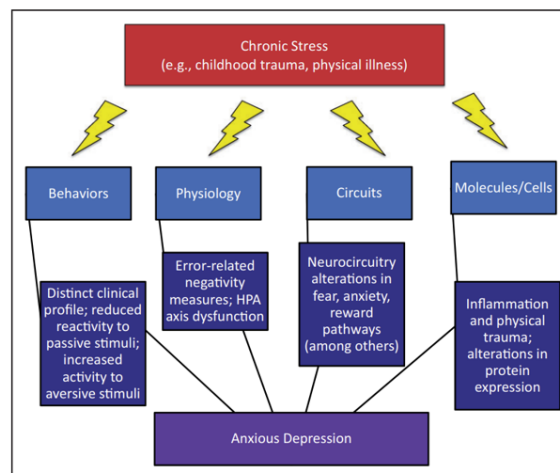 Chronic Stress
(e.g., childhood trauma, physical illness)
Behaviors
Physiology
Circuits
Molecules/Cells
Distinct clinical
profile; reduced
reactivity to
passive stimuli;
increased
activity to
aversive stimuli
Error-related
negativity
measures; HPA
axis dysfunction
Neurocircuitry
alterations in
fear, anxiety,
reward
pathways
(among others)
Inflammation
and physical
trauma;
alterations in
protein
expression
Anxious Depression